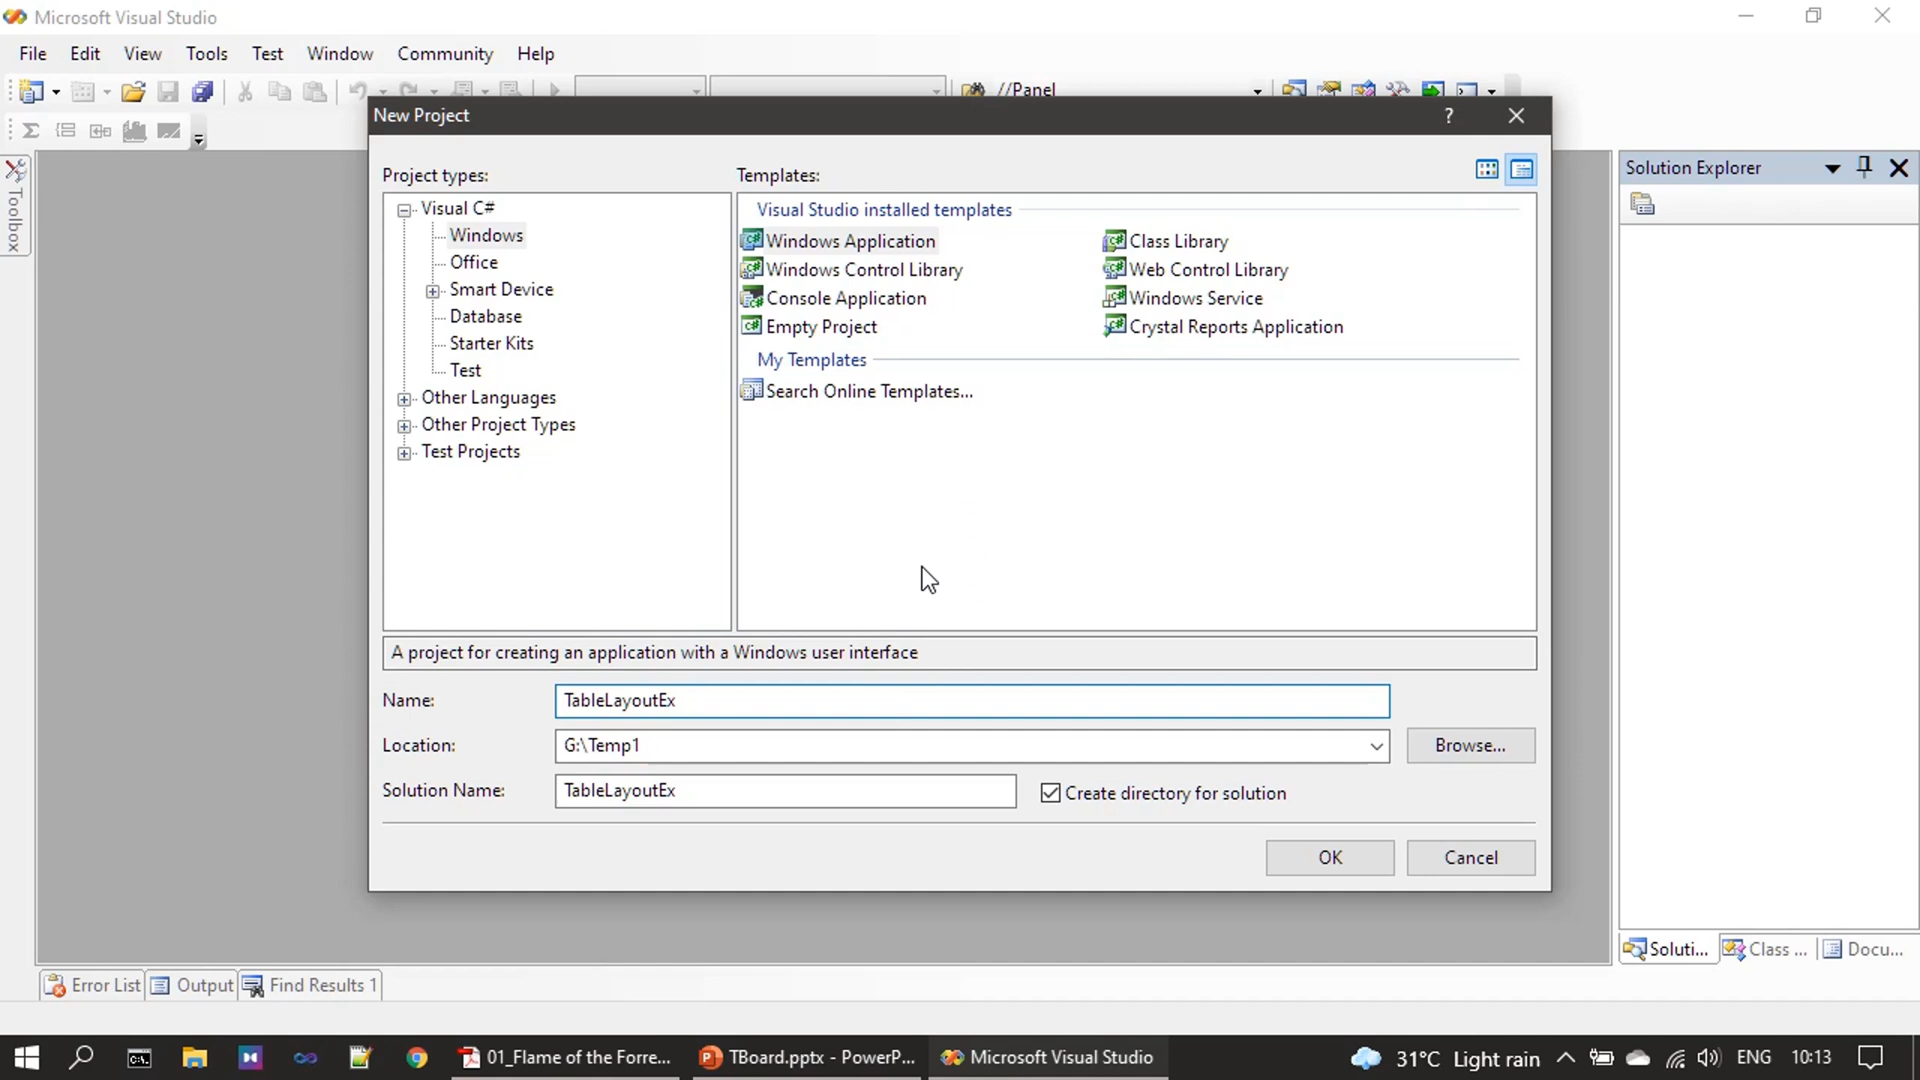 Microsoft Visual Studio
File Edit View Tools Test Window Community Help
//Panel
New Project
?
Toolbox
Project types:
Visual C#
Windows
Office
Smart Device
Database
Starter Kits
Test
Other Languages
Other Project Types
Test Projects
Templates:
Visual Studio installed templates
Windows Application Class Library
Windows Control Library Web Control Library
Console Application Windows Service
Empty Project Crystal Reports Application
My Templates
Search Online Templates...
A project for creating an application with a Windows user interface
Name: TableLayoutEx
Location: G:\Temp1 Browse...
Solution Name: TableLayoutEx Create directory for solution
OK Cancel
Solution Explorer
Soluti... Class ... Docu...
Error List Output Find Results 1
01_Flame of the Forre... TBoard.pptx - PowerP... Microsoft Visual Studio 31°C Light rain ENG 10:13